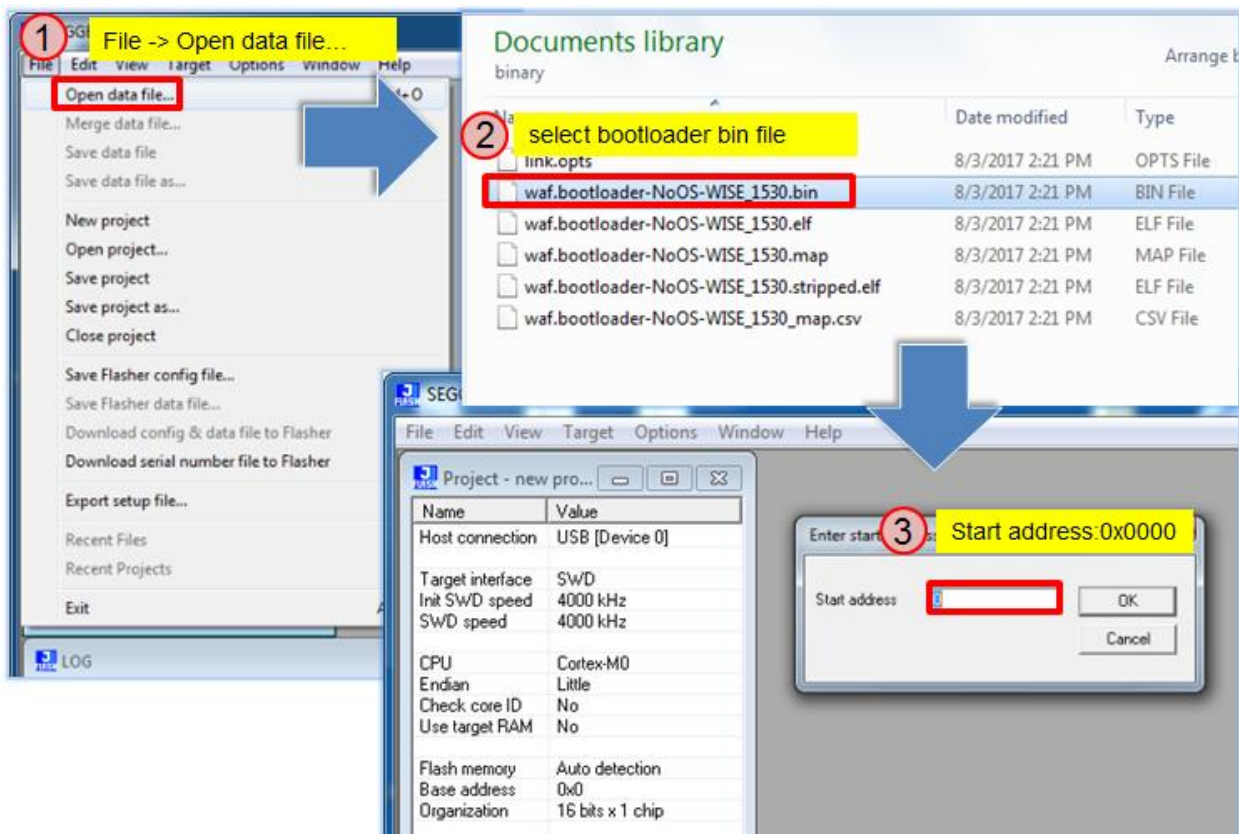 1
File -> Open data file...
File Edit View Target Options Window Help
Open data file...
Merge data file...
Save data file
Save data file as...
New project
Open project...
Save project
Save project as...
Close project
Save Flasher config file...
Save Flasher data file...
Download config & data file to Flasher
Download serial number file to Flasher
Export setup file...
Recent Files
Recent Projects
Exit
LOG
Documents library
binary
Arrange
Date modified Type
2
select bootloader bin file
link.opts 8/3/2017 2:21 PM OPTS File
waf.bootloader-NoOS-WISE_1530.bin 8/3/2017 2:21 PM BIN File
waf.bootloader-NoOS-WISE_1530.elf 8/3/2017 2:21 PM ELF File
waf.bootloader-NoOS-WISE_1530.map 8/3/2017 2:21 PM MAP File
waf.bootloader-NoOS-WISE_1530.stripped.elf 8/3/2017 2:21 PM ELF File
waf.bootloader-NoOS-WISE_1530_map.csv 8/3/2017 2:21 PM CSV File
File Edit View Target Options Window Help
Project - new pro...
Name Value
Host connection USB [Device 0]
Target interface SWD
Init SWD speed 4000 kHz
SWD speed 4000 kHz
CPU Cortex-M0
Endian Little
Check core ID No
Use target RAM No
Flash memory Auto detection
Base address 0x0
Organization 16 bits x 1 chip
Enter start
3
Start address:0x0000
Start address 0
OK
Cancel